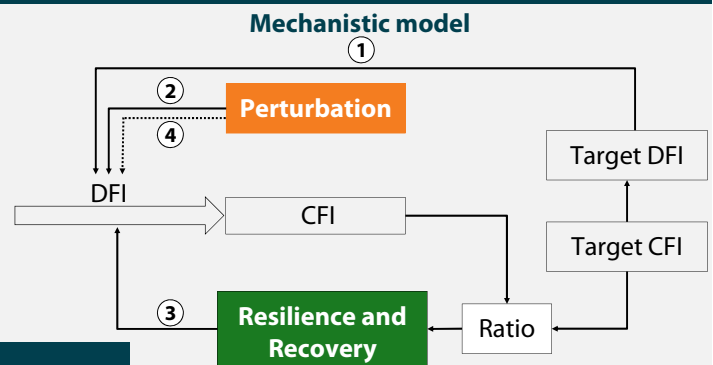 Mechanistic model
1
2
Perturbation
4
Target DFI
DFI
CFI
Target CFI
3
Resilience and
Recovery
Ratio